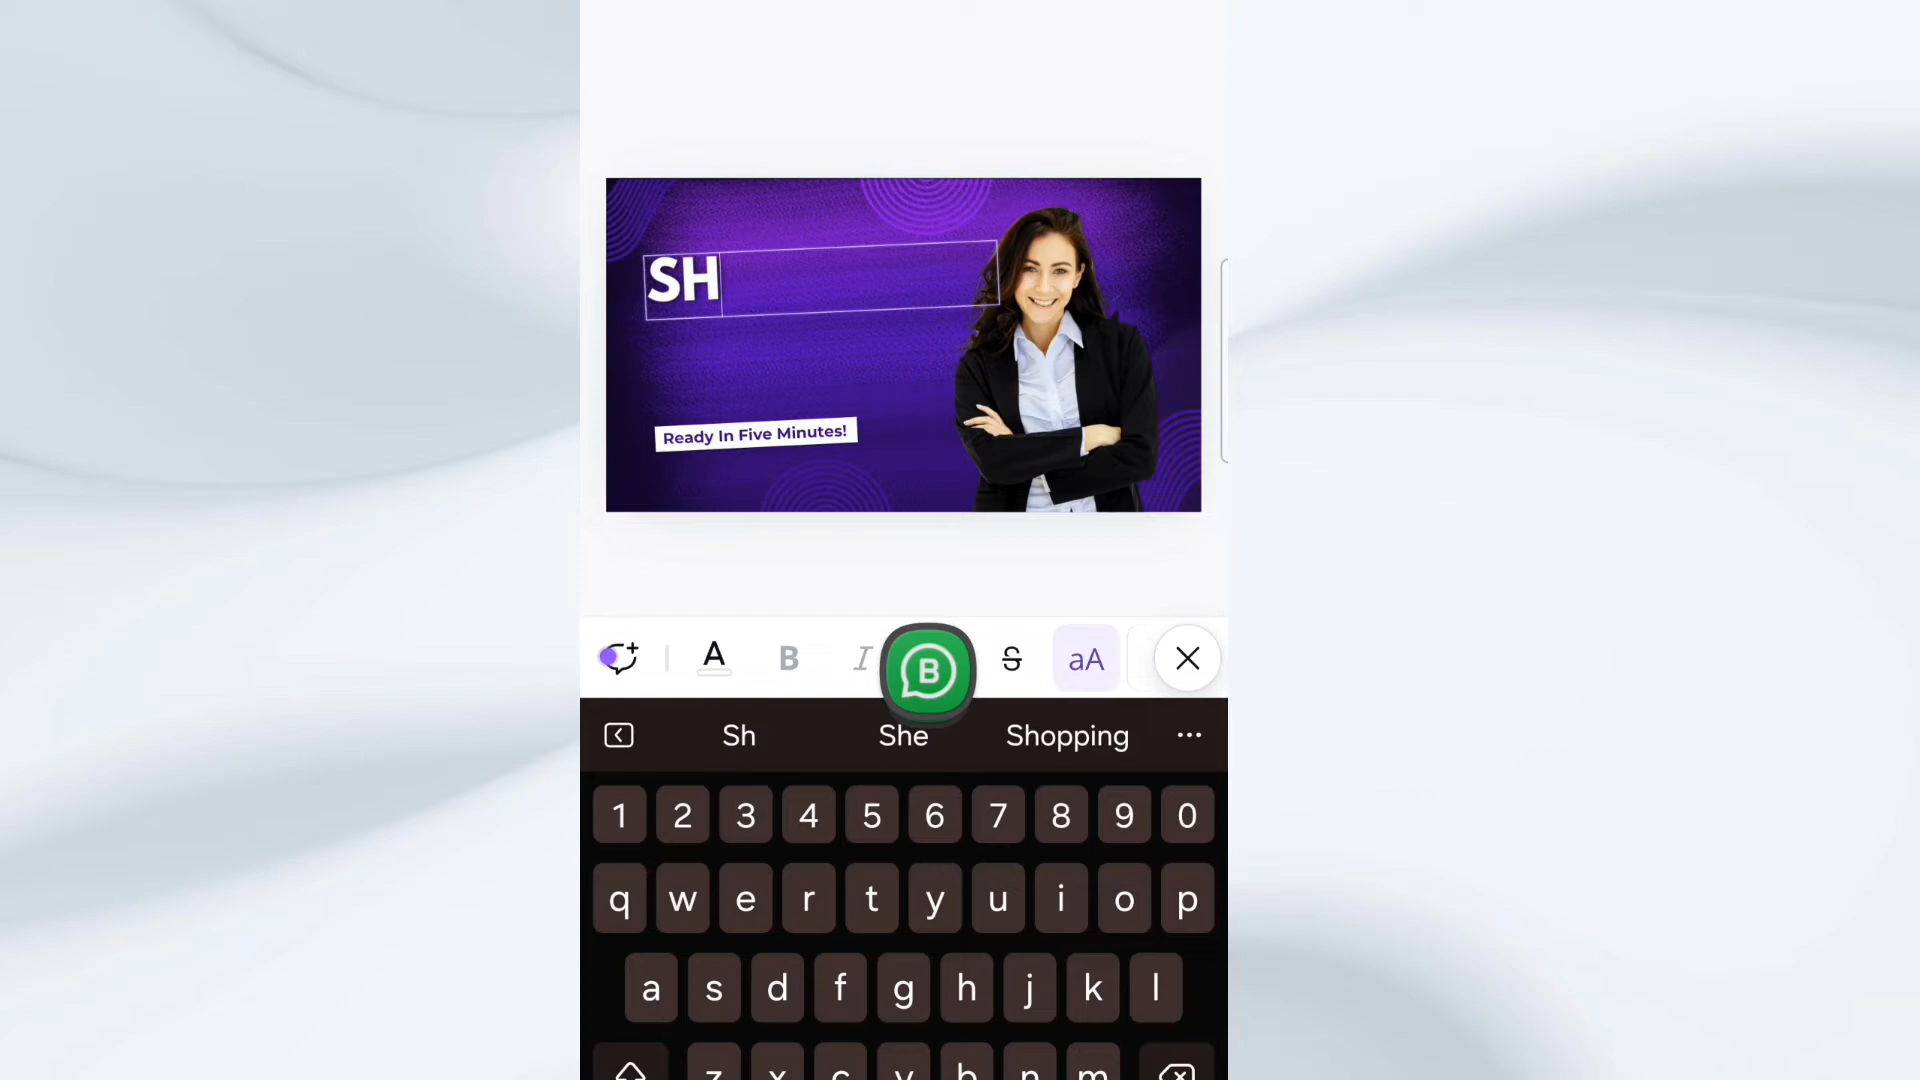 SH
Ready In Five Minutes!
A B I S aA
B
Sh She Shopping
1 2 3 4 5 6 7 8 9 0
q w e r t y u i o p
a s d f g h j k l
z x c v b n m